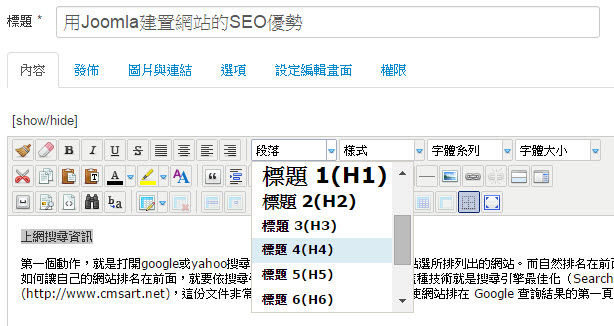 標題 * 用Joomla建置網站的SEO優勢
內容 發佈 圖片與連結 選項 設定編輯畫面 權限
[show/hide]
B I U S 段落 樣式 字體系列 字體大小
標題 1(H1)
標題 2(H2)
標題 3(H3)
標題 4(H4)
標題 5(H5)
標題 6(H6)
上網搜尋資訊
第一個動作，就是打開google或yahoo搜尋 點選所排列出的網站。而自然排名在前面
如何讓自己的網站排名在前面，就要依搜尋 種技術就是搜尋引擎最佳化（Search
(http://www.cmsart.net)，這份文件非常 使網站排在 Google 查詢結果的第一頁